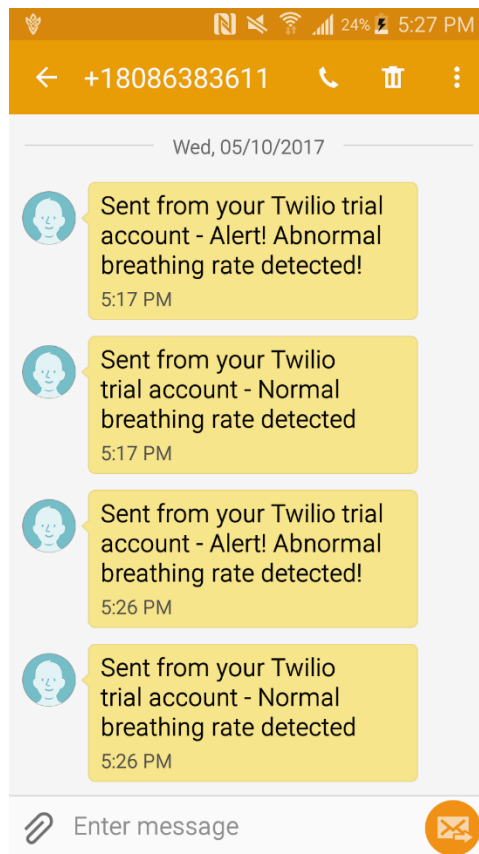 24% 5:27 PM
+18086383611
Wed, 05/10/2017
Sent from your Twilio trial
account - Alert! Abnormal
breathing rate detected!
5:17 PM
Sent from your Twilio
trial account - Normal
breathing rate detected
5:17 PM
Sent from your Twilio trial
account - Alert! Abnormal
breathing rate detected!
5:26 PM
Sent from your Twilio
trial account - Normal
breathing rate detected
5:26 PM
Enter message